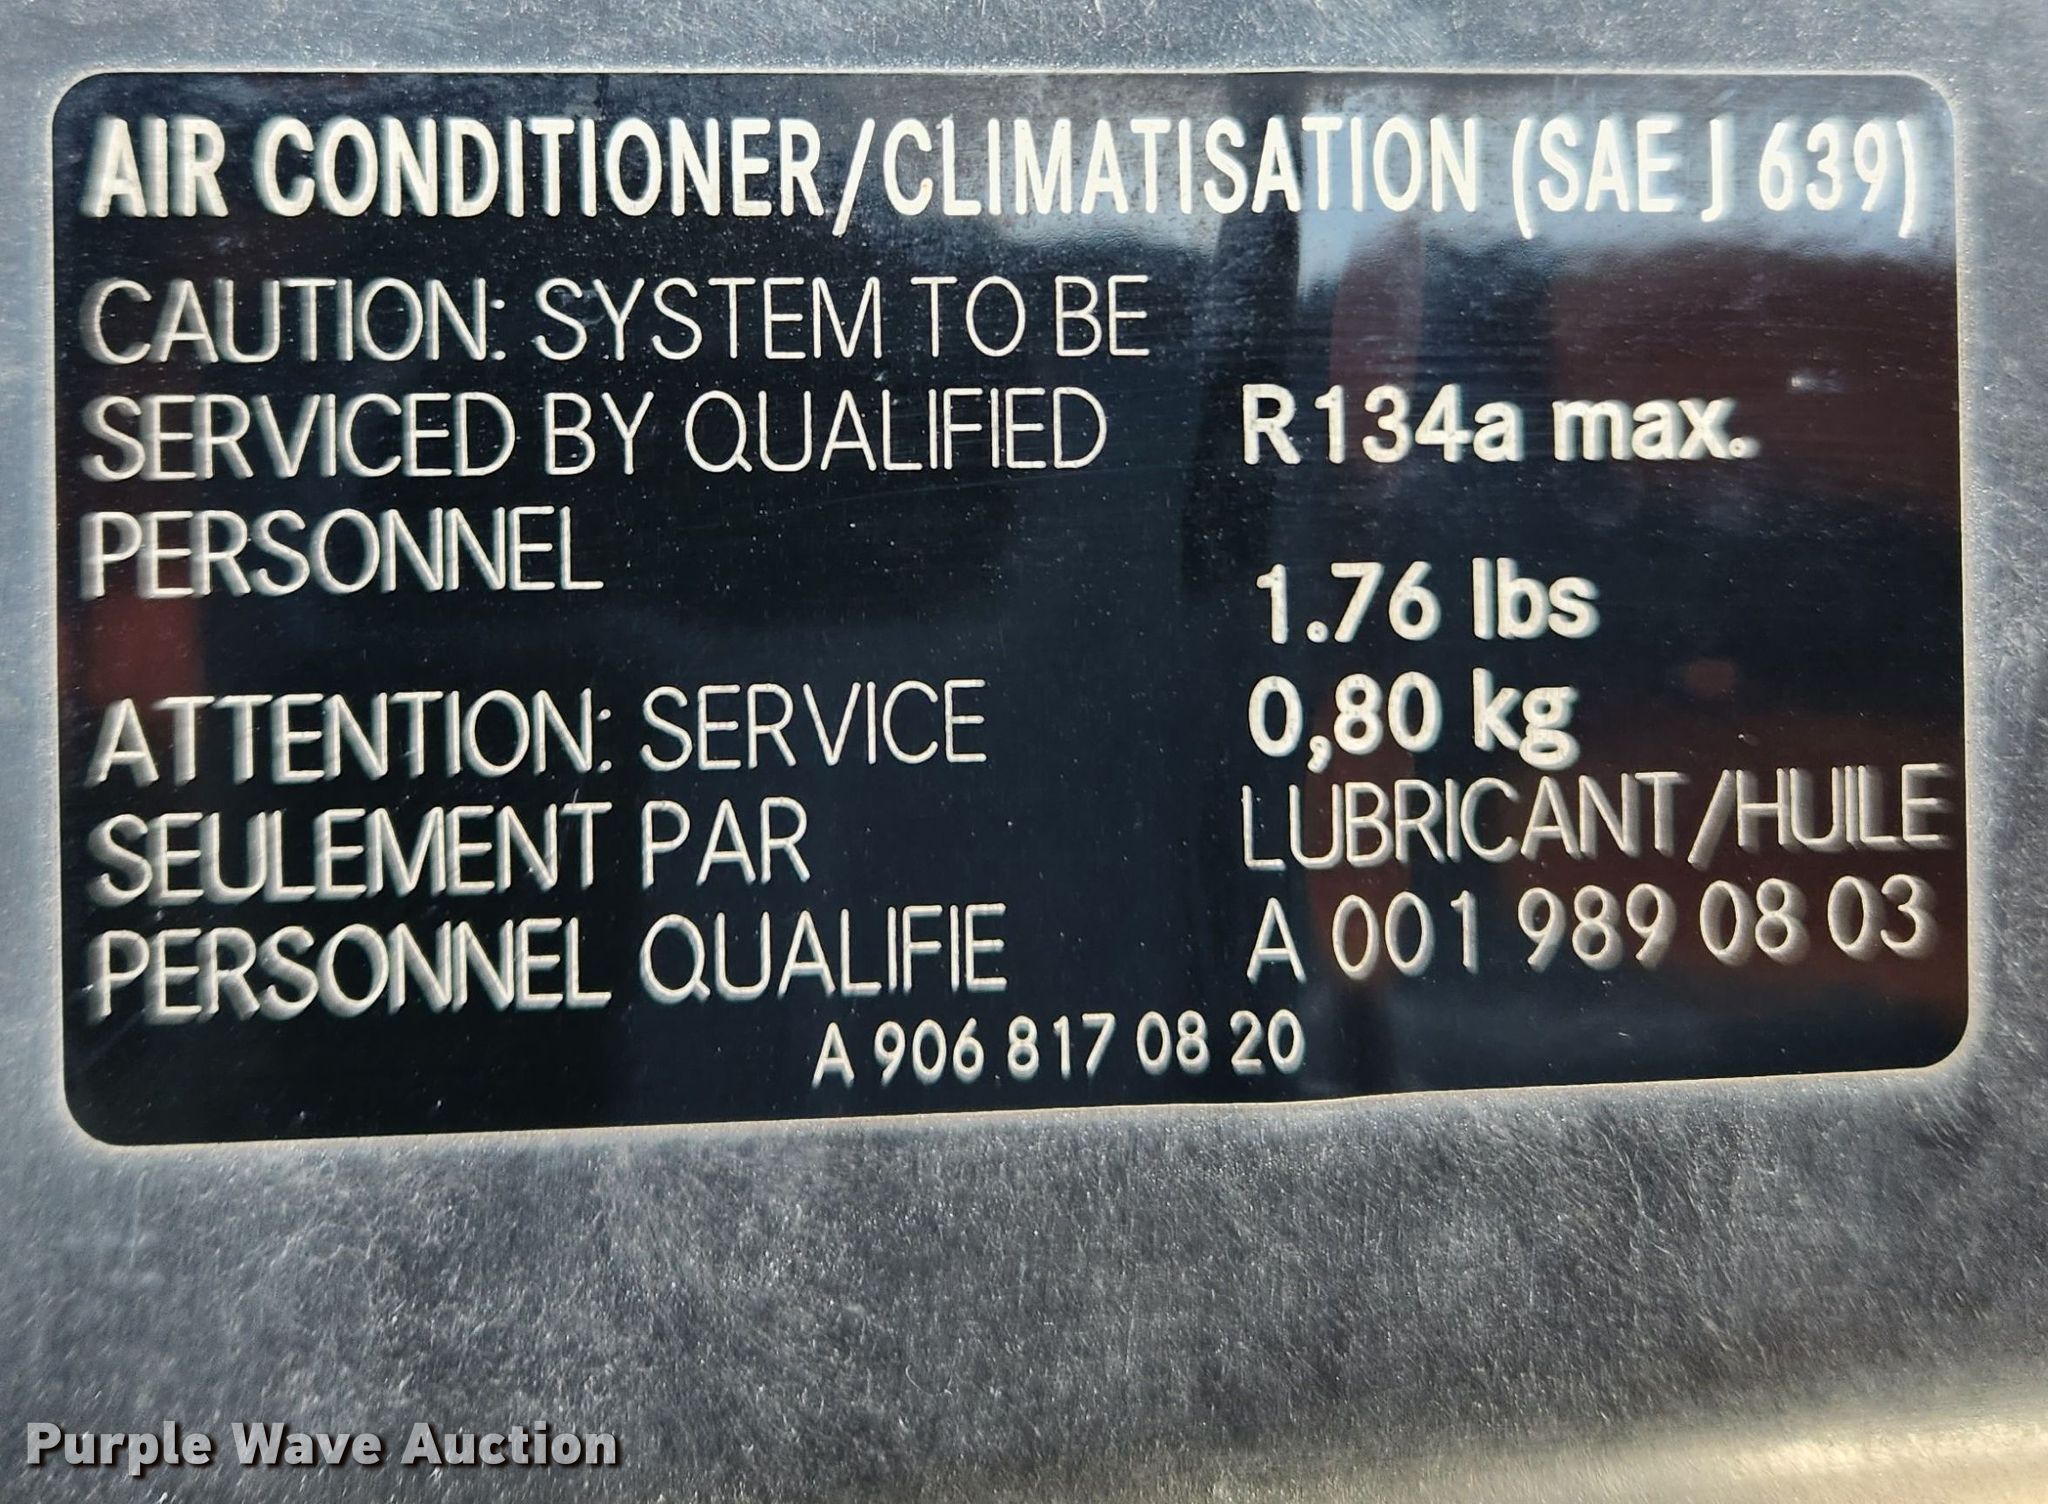 AIR CONDITIONER/CLIMATISATION (SAE J 639)
CAUTION: SYSTEM TO BE
SERVICED BY QUALIFIED
PERSONNEL
R134a max.
1.76 lbs
0,80 kg
ATTENTION: SERVICE
SEULEMENT PAR
PERSONNEL QUALIFIE
LUBRICANT/HUILE
A 001 989 08 03
A 906 817 08 20
Purple Wave Auction